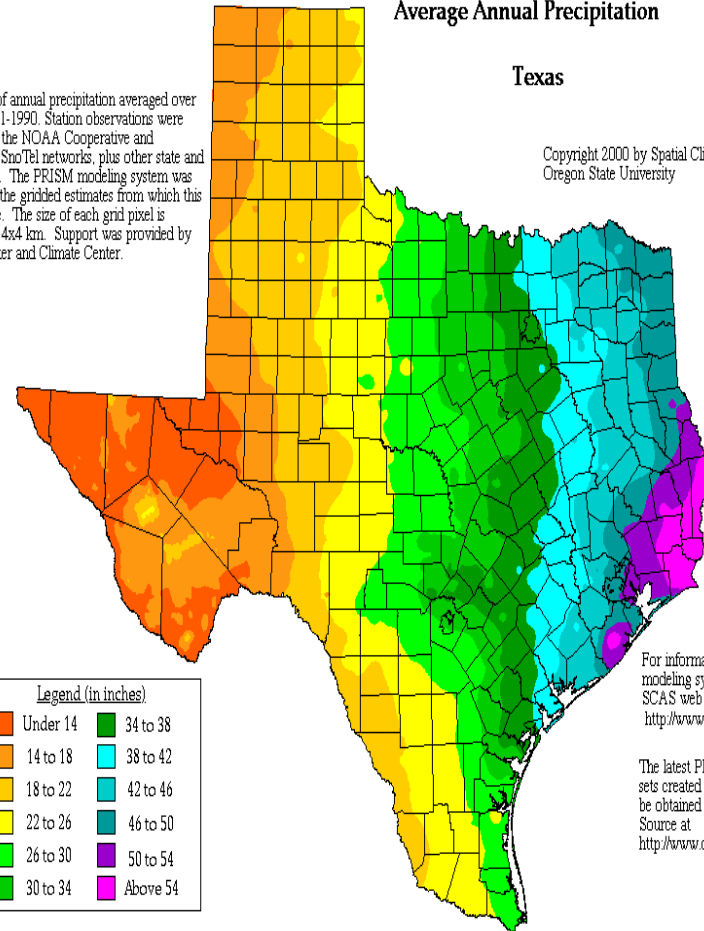 Average Annual Precipitation
Texas
of annual precipitation averaged over
1-1990. Station observations were
the NOAA Cooperative and
SnoTel networks, plus other state and
. The PRISM modeling system was
the gridded estimates from which this
. The size of each grid pixel is
4x4 km. Support was provided by
and Climate Center.
Copyright 2000 by Spatial Cli
Oregon State University
For informa
modeling sy
SCAS web
http://www
The latest P
sets created
be obtained
Source at
http://www.
Legend (in inches)
Under 14
14 to 18
18 to 22
22 to 26
26 to 30
30 to 34
34 to 38
38 to 42
42 to 46
46 to 50
50 to 54
Above 54